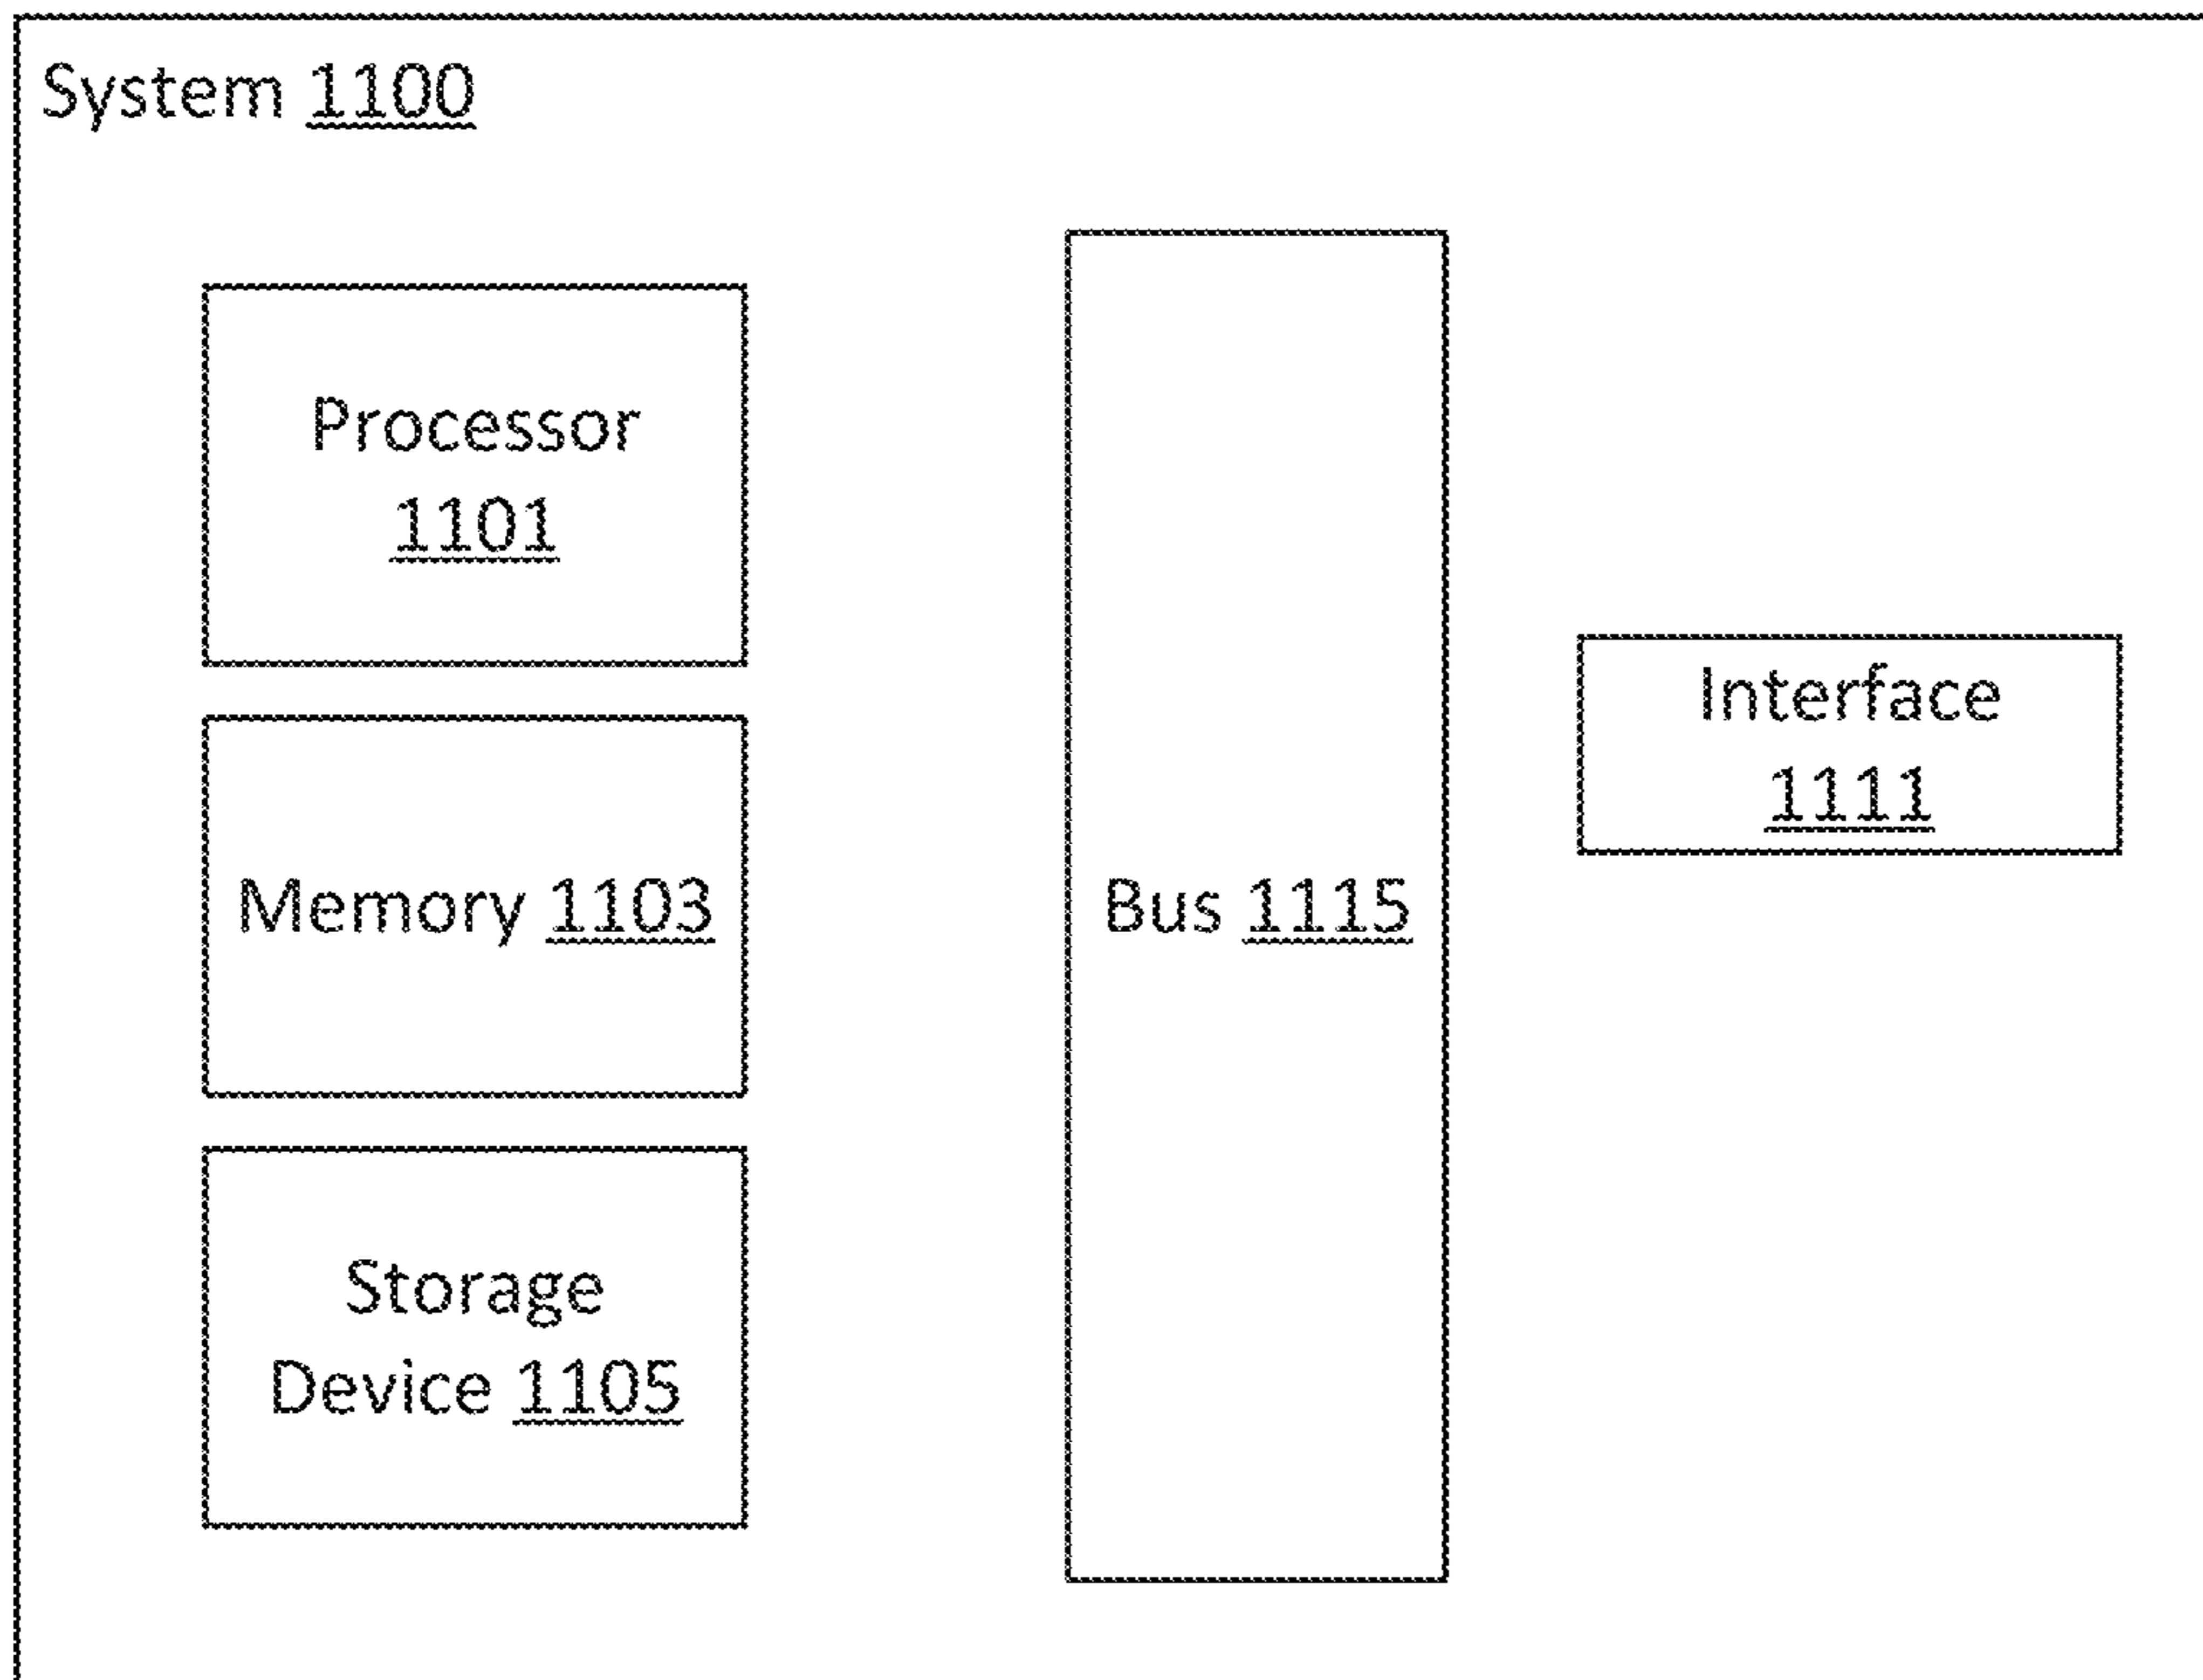 System 1100
Processor
1101
Memory 1103
Storage
Device 1105
Bus 1115
Interface
1111